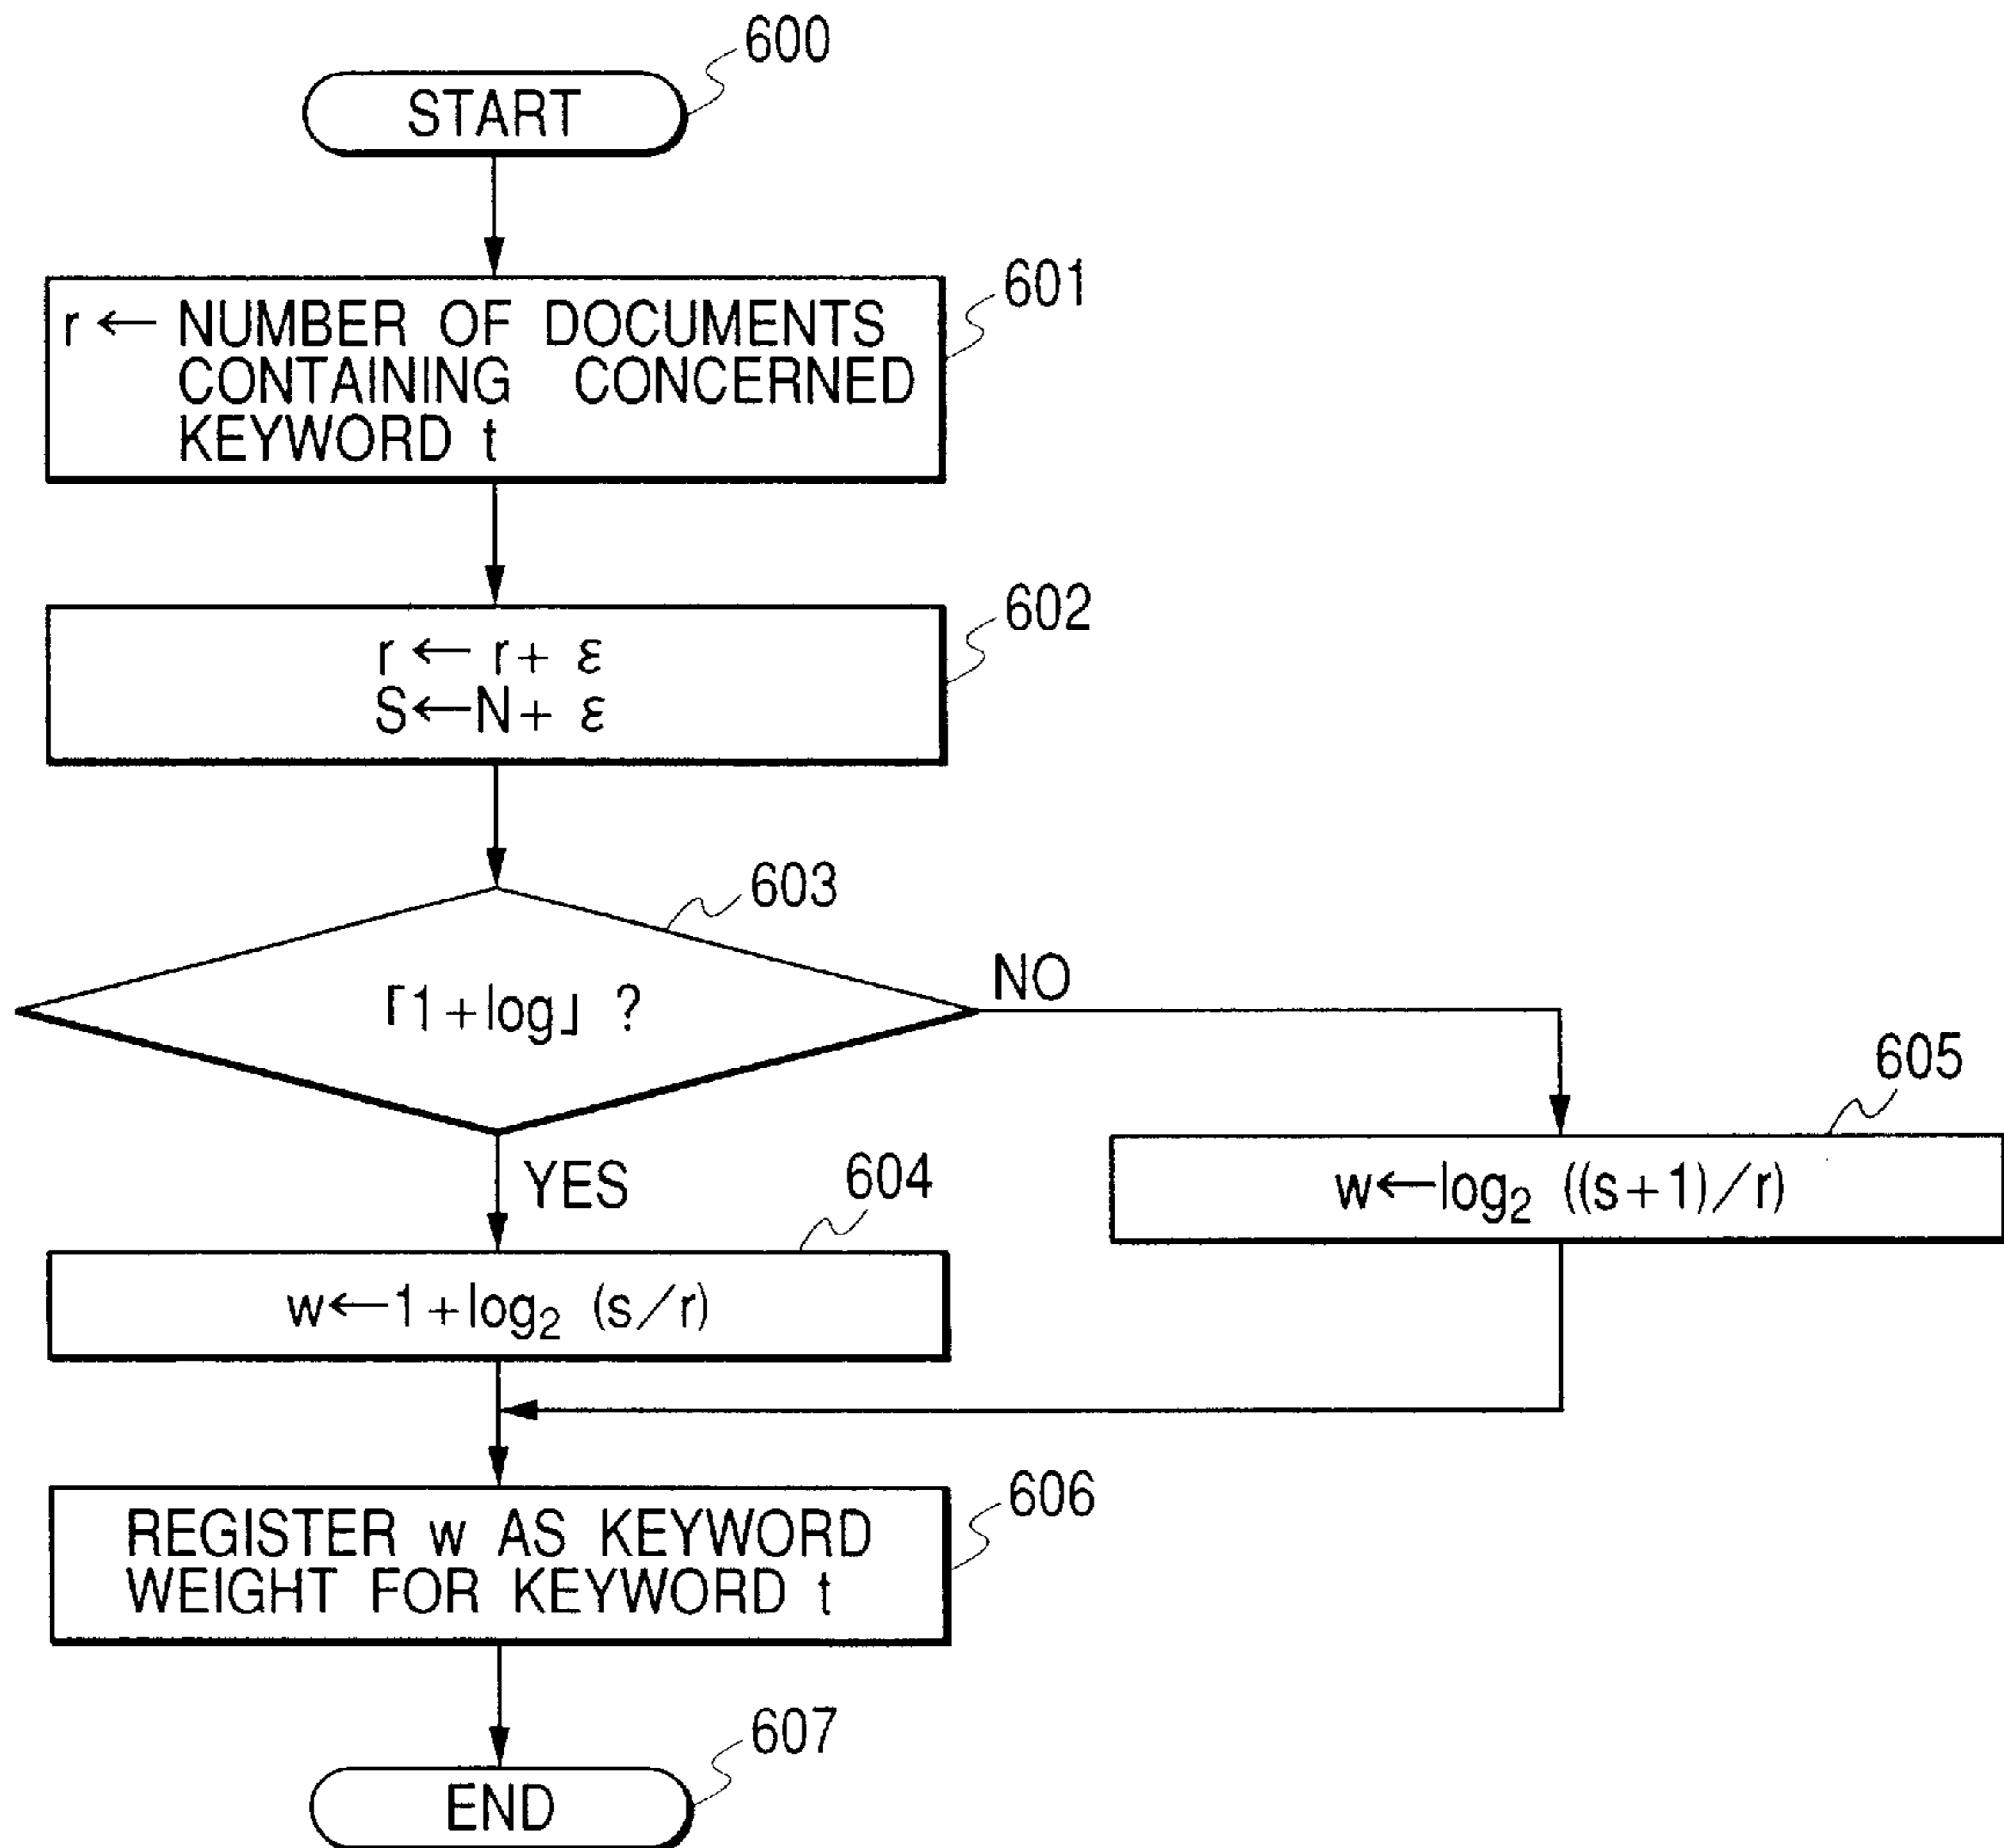 600
START
601
r ← NUMBER OF DOCUMENTS
CONTAINING CONCERNED
KEYWORD t
602
r ← r + ε
S ← N + ε
603
「1+log」 ?
NO
YES
604
605
w←log₂ ((s+1)/r)
w←1+log₂ (s/r)
606
REGISTER w AS KEYWORD
WEIGHT FOR KEYWORD t
607
END